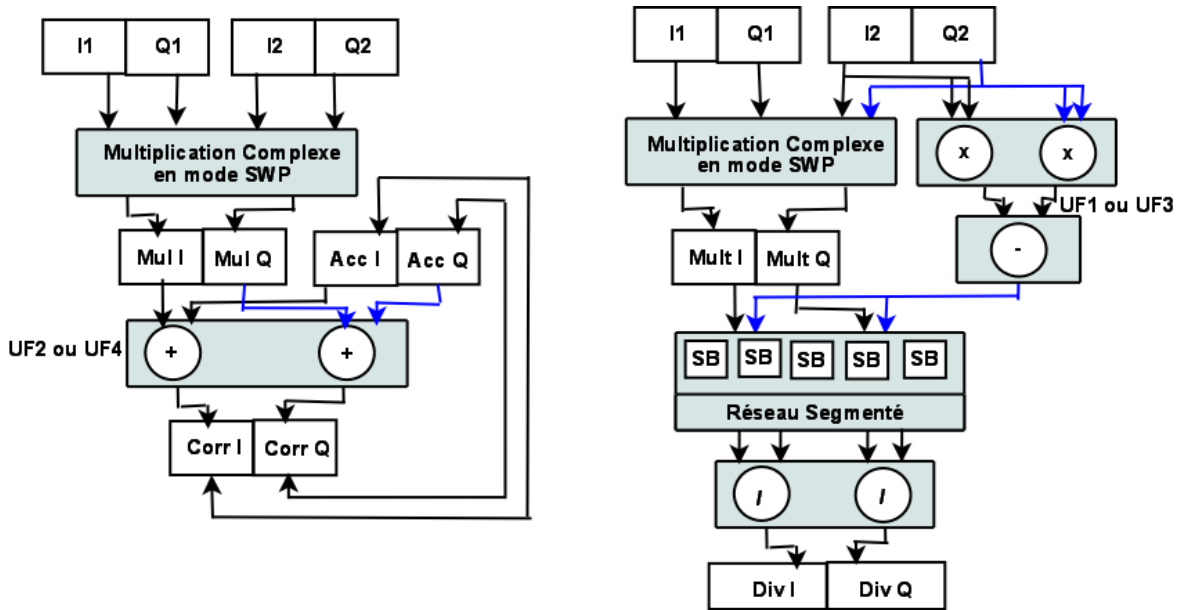 I1 Q1 I2 Q2
Multiplication Complexe
en mode SWP
Mul I Mul Q Acc I Acc Q
UF2 ou UF4
+ +
Corr I Corr Q
I1 Q1 I2 Q2
Multiplication Complexe
en mode SWP
x x
UF1 ou UF3
-
Mult I Mult Q
SB SB SB SB SB
Réseau Segmenté
/ /
Div I Div Q